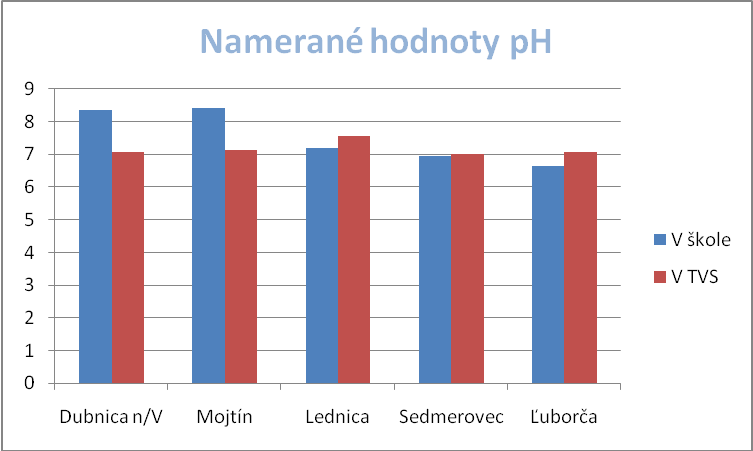 Namerané hodnoty pH
9
8
7
6
5
4
3
2
1
0
Dubnica n/V Mojtín Lednica Sedmerovec Ľuborča
V škole
V TVS